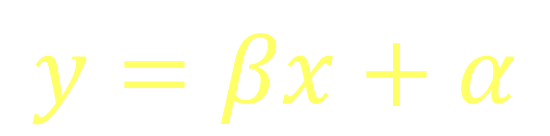 y = βx + α